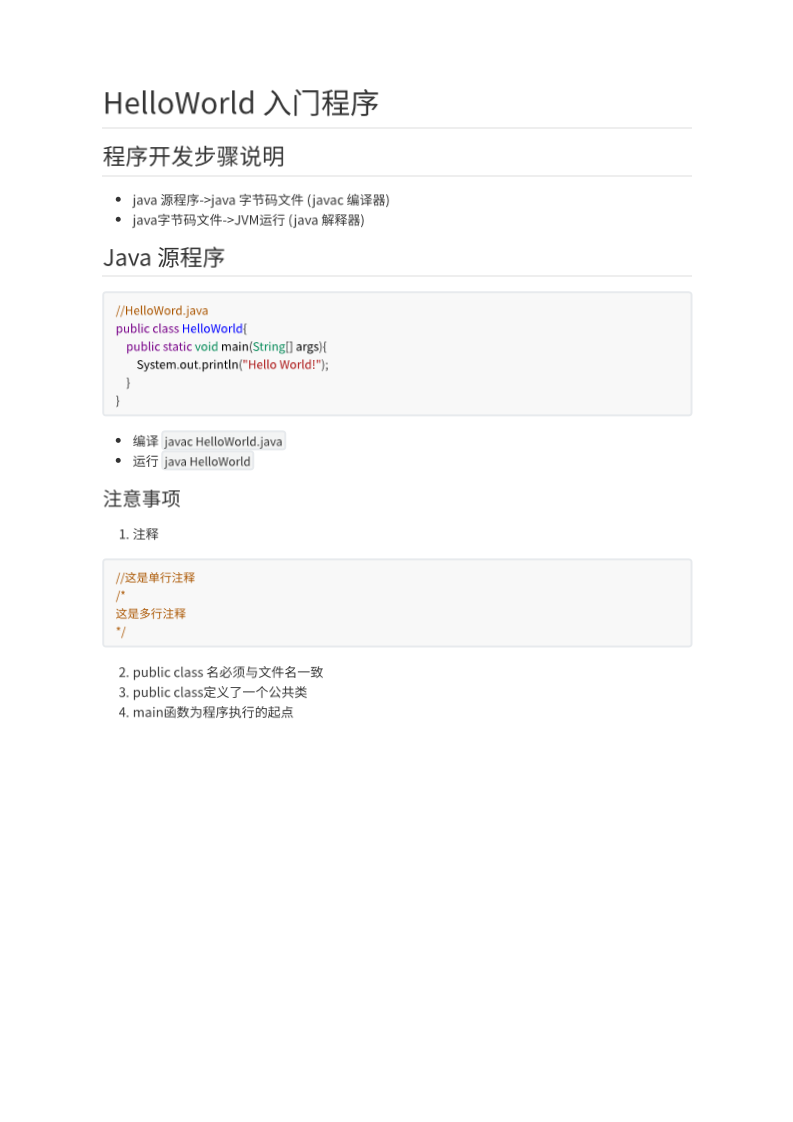 HelloWorld 入门程序
程序开发步骤说明
java 源程序->java 字节码文件 (javac 编译器)
java字节码文件->JVM运行 (java 解释器)
Java 源程序
//HelloWord.java
public class HelloWorld{
    public static void main(String[] args){
        System.out.println("Hello World!");
    }
}
编译 javac HelloWorld.java
运行 java HelloWorld
注意事项
1. 注释
//这是单行注释
/*
这是多行注释
*/
2. public class 名必须与文件名一致
3. public class定义了一个公共类
4. main函数为程序执行的起点